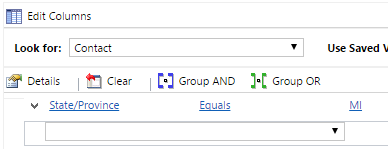 Edit Columns
Look for: Contact Use Saved V
Details Clear Group AND Group OR
State/Province Equals MI